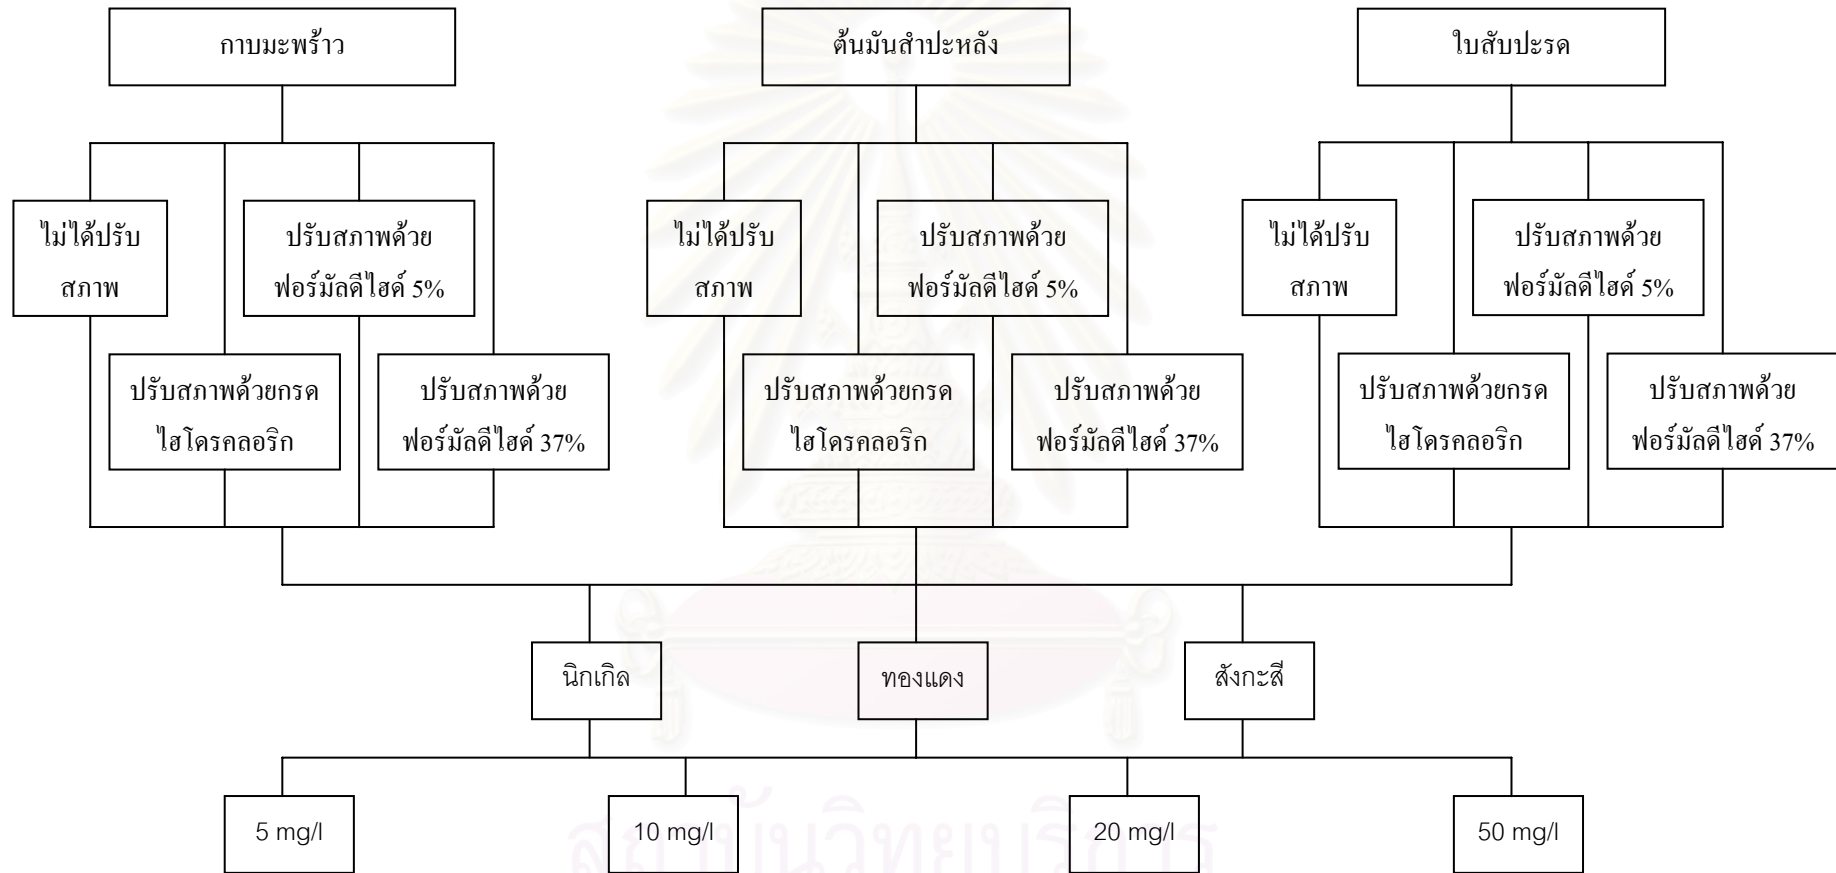 กาบมะพร้าว
ต้นมันสำปะหลัง
ใบสับปะรด
ไม่ได้ปรับ
สภาพ
ปรับสภาพด้วย
ฟอร์มัลดีไฮด์ 5%
ปรับสภาพด้วยกรด
ไฮโดรคลอริก
ปรับสภาพด้วย
ฟอร์มัลดีไฮด์ 37%
ไม่ได้ปรับ
สภาพ
ปรับสภาพด้วย
ฟอร์มัลดีไฮด์ 5%
ปรับสภาพด้วยกรด
ไฮโดรคลอริก
ปรับสภาพด้วย
ฟอร์มัลดีไฮด์ 37%
ไม่ได้ปรับ
สภาพ
ปรับสภาพด้วย
ฟอร์มัลดีไฮด์ 5%
ปรับสภาพด้วยกรด
ไฮโดรคลอริก
ปรับสภาพด้วย
ฟอร์มัลดีไฮด์ 37%
นิกเกิล
ทองแดง
สังกะสี
5 mg/l
10 mg/l
20 mg/l
50 mg/l
สถาบันวิทยบริการ